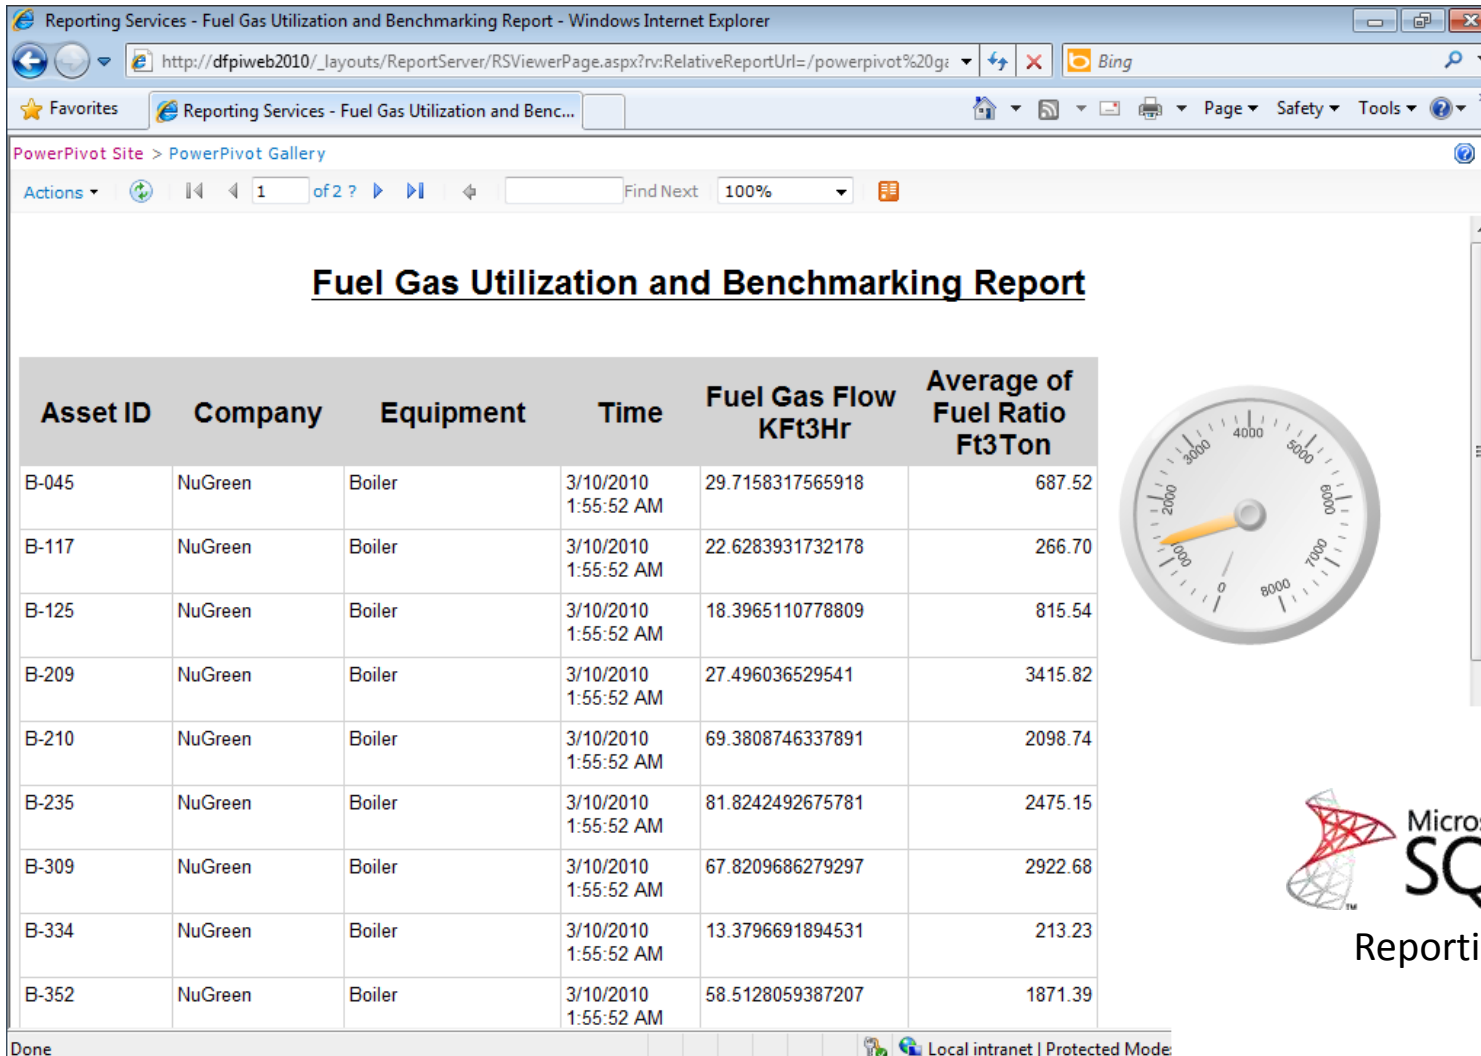 Reporting Services - Fuel Gas Utilization and Benchmarking Report - Windows Internet Explorer
http://dfpiweb2010/_layouts/ReportServer/RSViewerPage.aspx?rv:RelativeReportUrl=/powerpivot%20ga
Bing
Favorites
Reporting Services - Fuel Gas Utilization and Benc...
Page
Safety
Tools
PowerPivot Site > PowerPivot Gallery
Actions
1
of 2 ?
Find Next
100%
Fuel Gas Utilization and Benchmarking Report
Asset ID
Company
Equipment
Time
Fuel Gas Flow
KFt3Hr
Average of
Fuel Ratio
Ft3Ton
B-045 NuGreen Boiler 3/10/2010 29.7158317565918 687.52
1:55:52 AM
B-117 NuGreen Boiler 3/10/2010 22.6283931732178 266.70
1:55:52 AM
B-125 NuGreen Boiler 3/10/2010 18.3965110778809 815.54
1:55:52 AM
B-209 NuGreen Boiler 3/10/2010 27.496036529541 3415.82
1:55:52 AM
B-210 NuGreen Boiler 3/10/2010 69.3808746337891 2098.74
1:55:52 AM
B-235 NuGreen Boiler 3/10/2010 81.8242492675781 2475.15
1:55:52 AM
B-309 NuGreen Boiler 3/10/2010 67.8209686279297 2922.68
1:55:52 AM
B-334 NuGreen Boiler 3/10/2010 13.3796691894531 213.23
1:55:52 AM
B-352 NuGreen Boiler 3/10/2010 58.5128059387207 1871.39
1:55:52 AM
0
1000
2000
3000
4000
5000
6000
7000
8000
Micros
SQ
TM
Reporti
Done
Local intranet | Protected Mode: